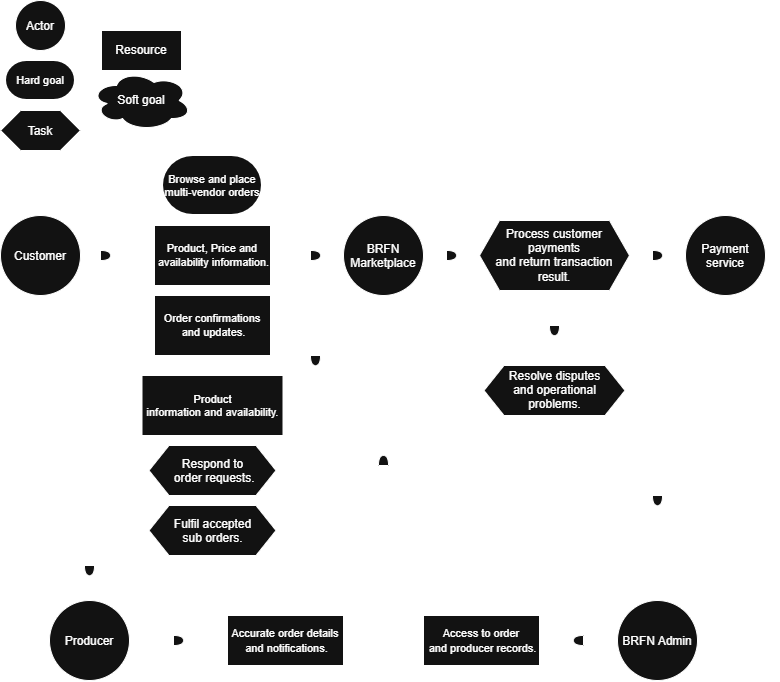 Actor
Resource
Hard goal
Soft goal
Task
Browse and place
multi-vendor orders
Customer
Product, Price and
availability information.
BRFN
Marketplace
Process customer
payments
and return transaction
result.
Payment
service
Order confirmations
and updates.
Resolve disputes
and operational
problems.
Product
information and availability.
Respond to
order requests.
Fulfil accepted
sub orders.
Producer
Accurate order details
and notifications.
Access to order
and producer records.
BRFN Admin